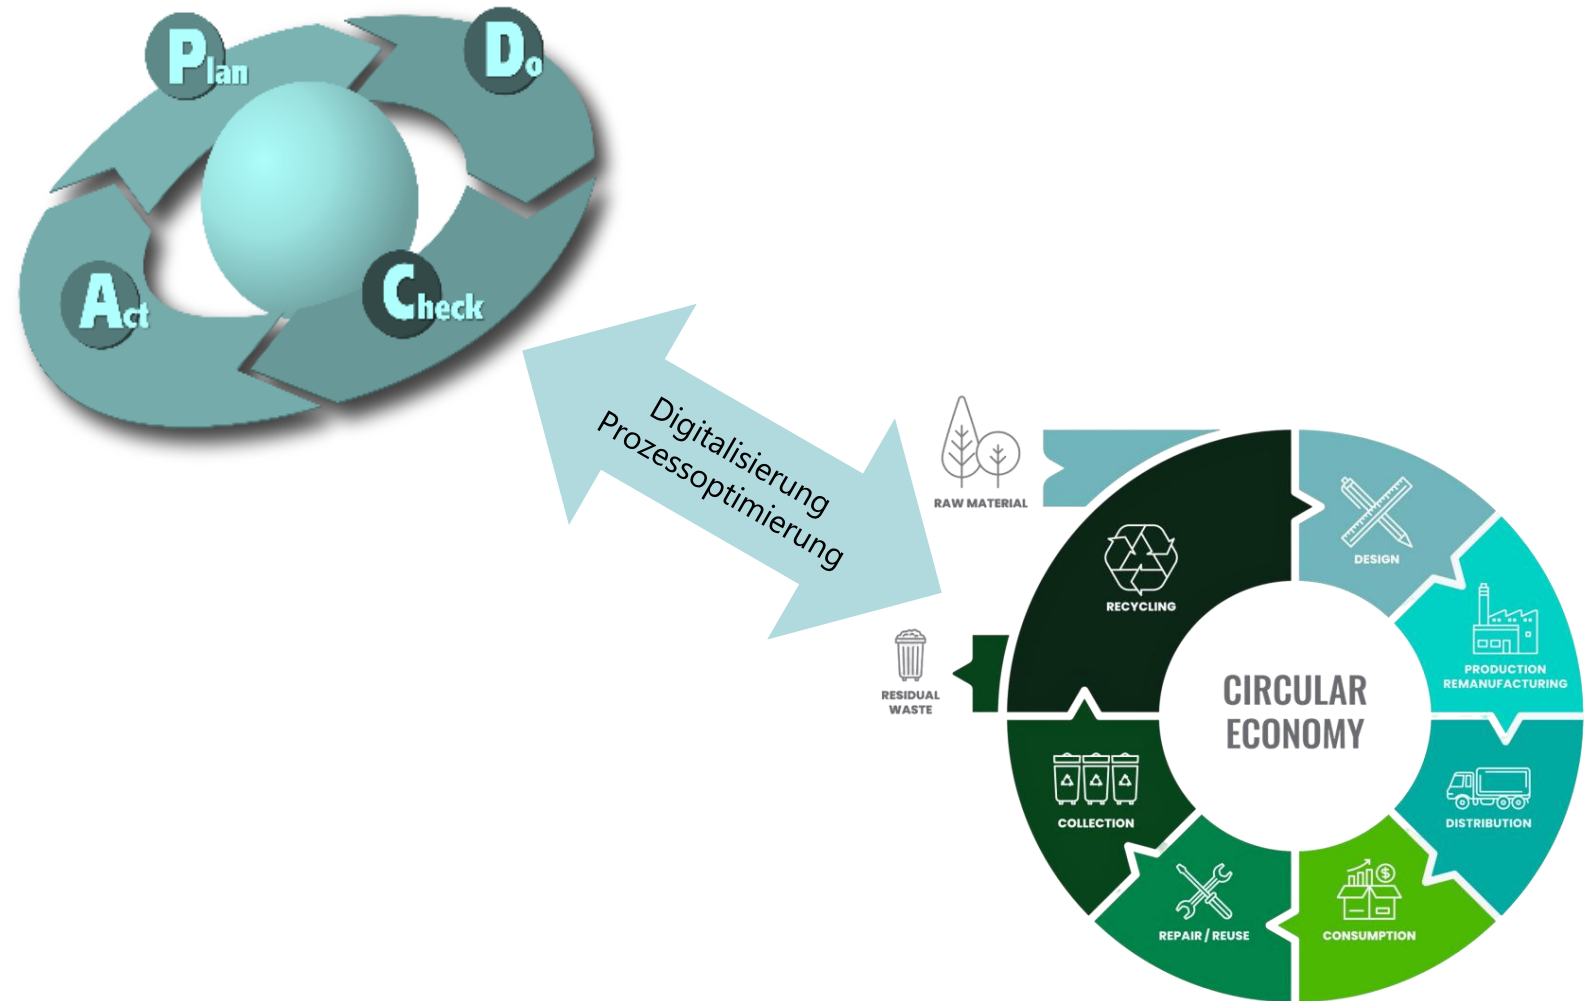 Plan
Do
Act
Check
Digitalisierung
Prozessoptimierung
RAW MATERIAL
DESIGN
RECYCLING
PRODUCTION
REMANUFACTURING
RESIDUAL
WASTE
CIRCULAR
ECONOMY
COLLECTION
DISTRIBUTION
REPAIR / REUSE
CONSUMPTION